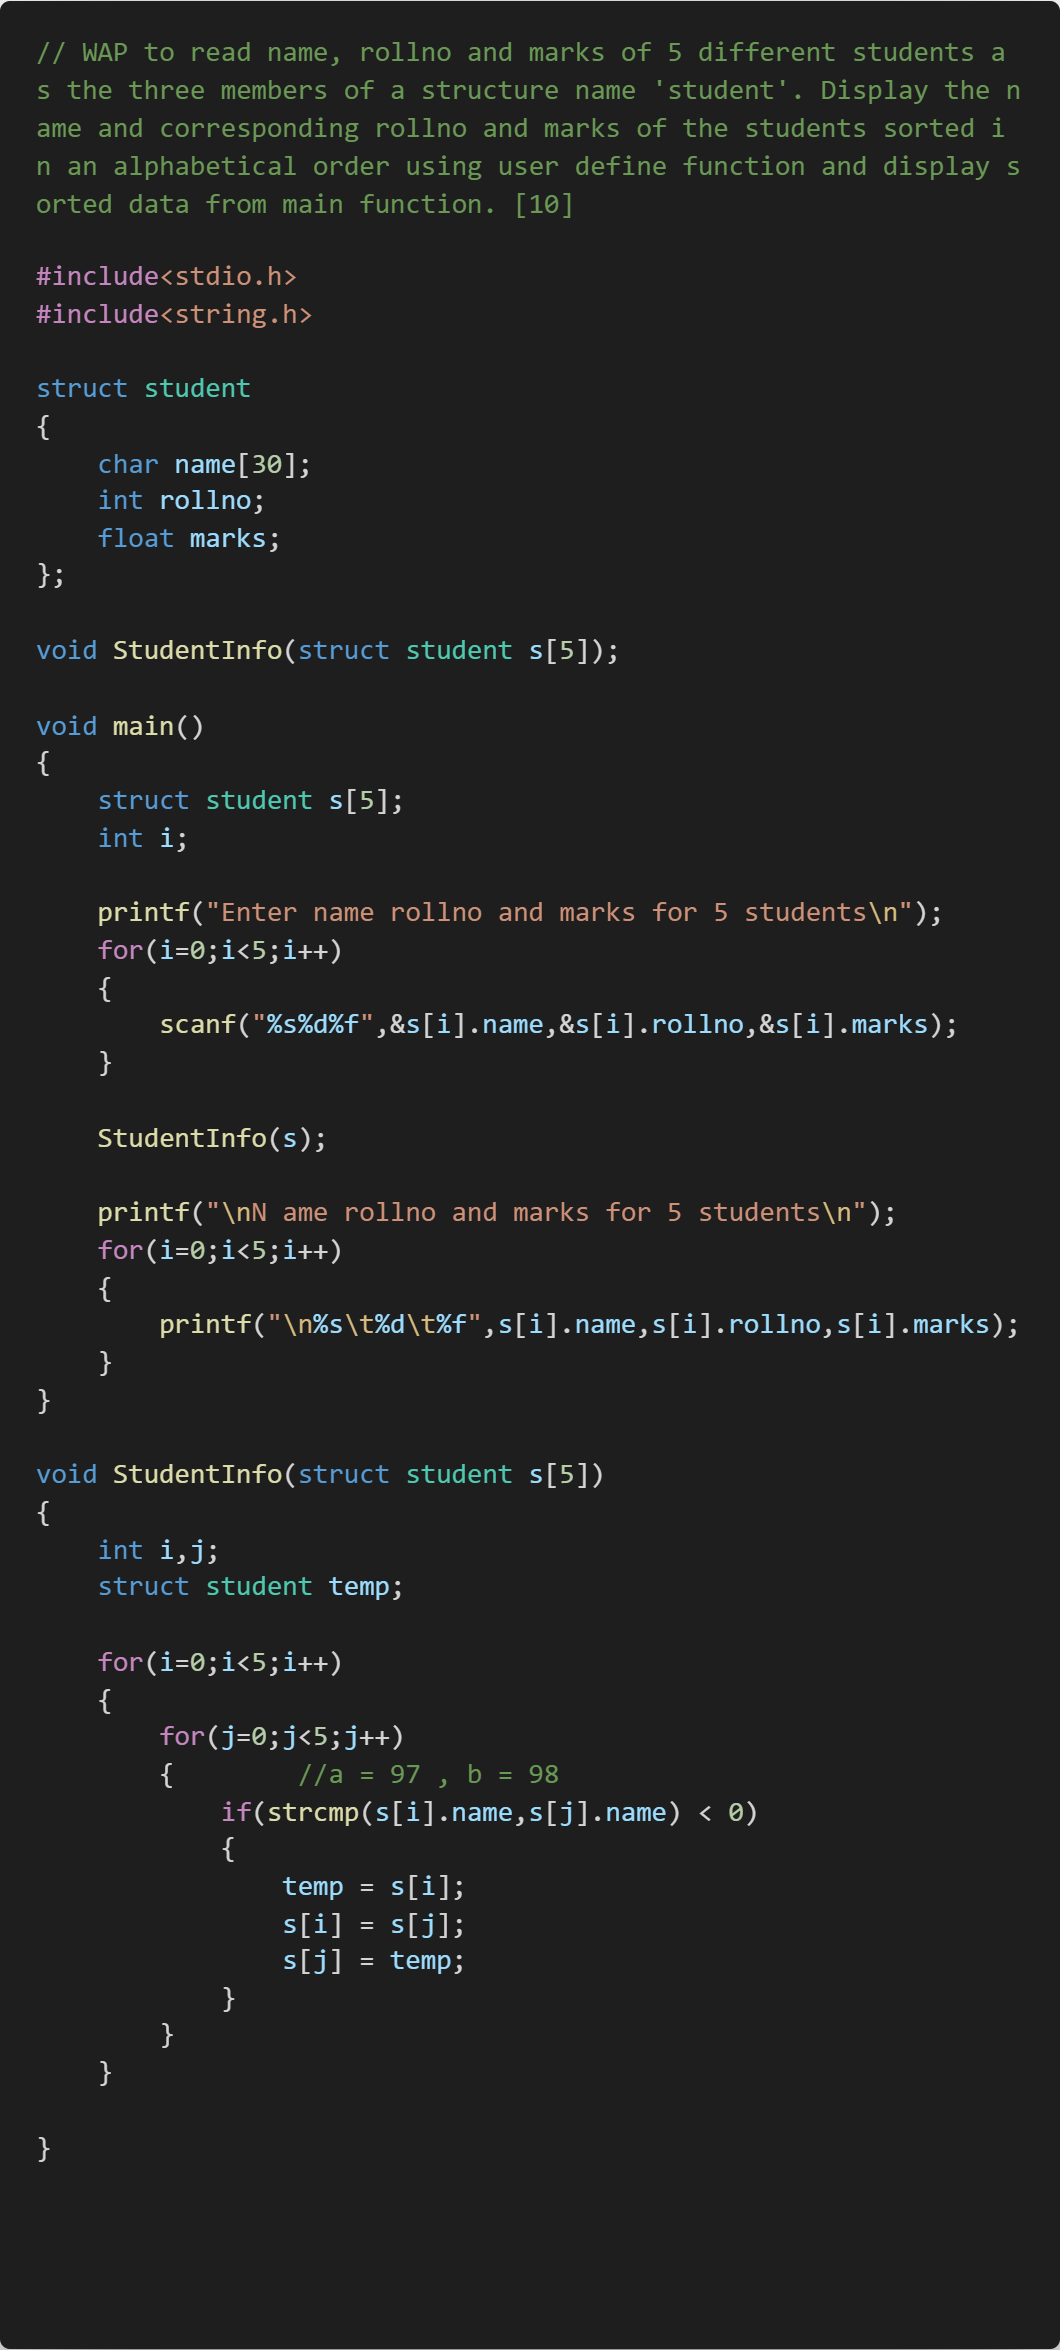 // WAP to read name, rollno and marks of 5 different students a
s the three members of a structure name 'student'. Display the n
ame and corresponding rollno and marks of the students sorted i
n an alphabetical order using user define function and display s
orted data from main function. [10]

#include<stdio.h>
#include<string.h>

struct student
{
    char name[30];
    int rollno;
    float marks;
};

void StudentInfo(struct student s[5]);

void main()
{
    struct student s[5];
    int i;

    printf("Enter name rollno and marks for 5 students\n");
    for(i=0;i<5;i++)
    {
        scanf("%s%d%f",&s[i].name,&s[i].rollno,&s[i].marks);
    }

    StudentInfo(s);

    printf("\nN ame rollno and marks for 5 students\n");
    for(i=0;i<5;i++)
    {
        printf("\n%s\t%d\t%f",s[i].name,s[i].rollno,s[i].marks);
    }
}

void StudentInfo(struct student s[5])
{
    int i,j;
    struct student temp;

    for(i=0;i<5;i++)
    {
        for(j=0;j<5;j++)
        {        //a = 97 , b = 98
            if(strcmp(s[i].name,s[j].name) < 0)
            {
                temp = s[i];
                s[i] = s[j];
                s[j] = temp;
            }
        }
    }

}